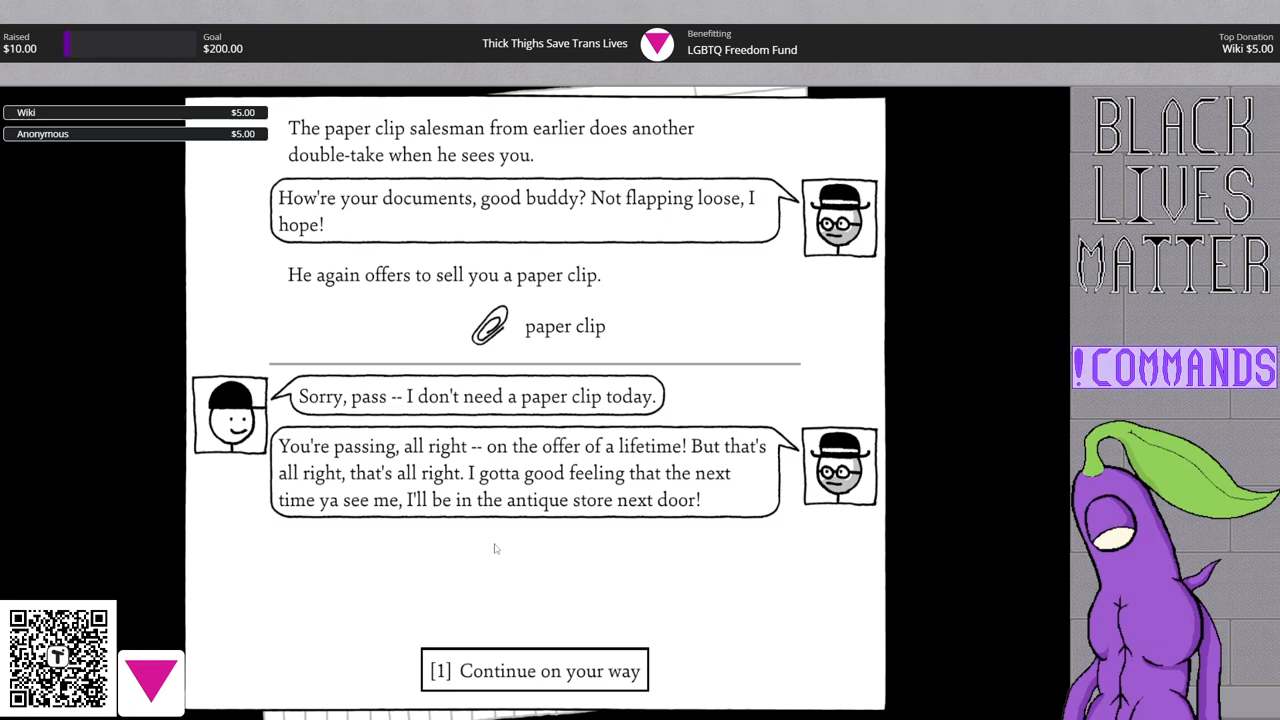 Raised
$10.00
Goal
$200.00
Thick Thighs Save Trans Lives
Benefitting
LGBTQ Freedom Fund
Top Donation
Wiki $5.00
Wiki $5.00
Anonymous $5.00
The paper clip salesman from earlier does another
double-take when he sees you.
How're your documents, good buddy? Not flapping loose, I
hope!
He again offers to sell you a paper clip.
paper clip
Sorry, pass -- I don't need a paper clip today.
You're passing, all right -- on the offer of a lifetime! But that's
all right, that's all right. I gotta good feeling that the next
time ya see me, I'll be in the antique store next door!
[1] Continue on your way
BLACK
LIVES
MATTER
!COMMANDS
T